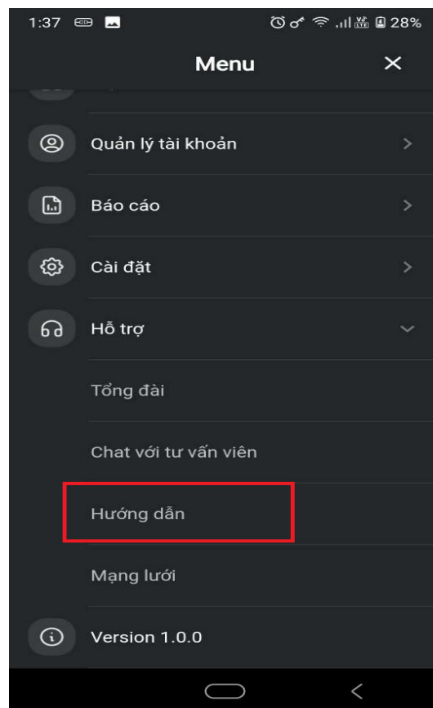 1:37 28%
Menu
Quản lý tài khoản
Báo cáo
Cài đặt
Hỗ trợ
Tổng đài
Chat với tư vấn viên
Hướng dẫn
Mạng lưới
Version 1.0.0